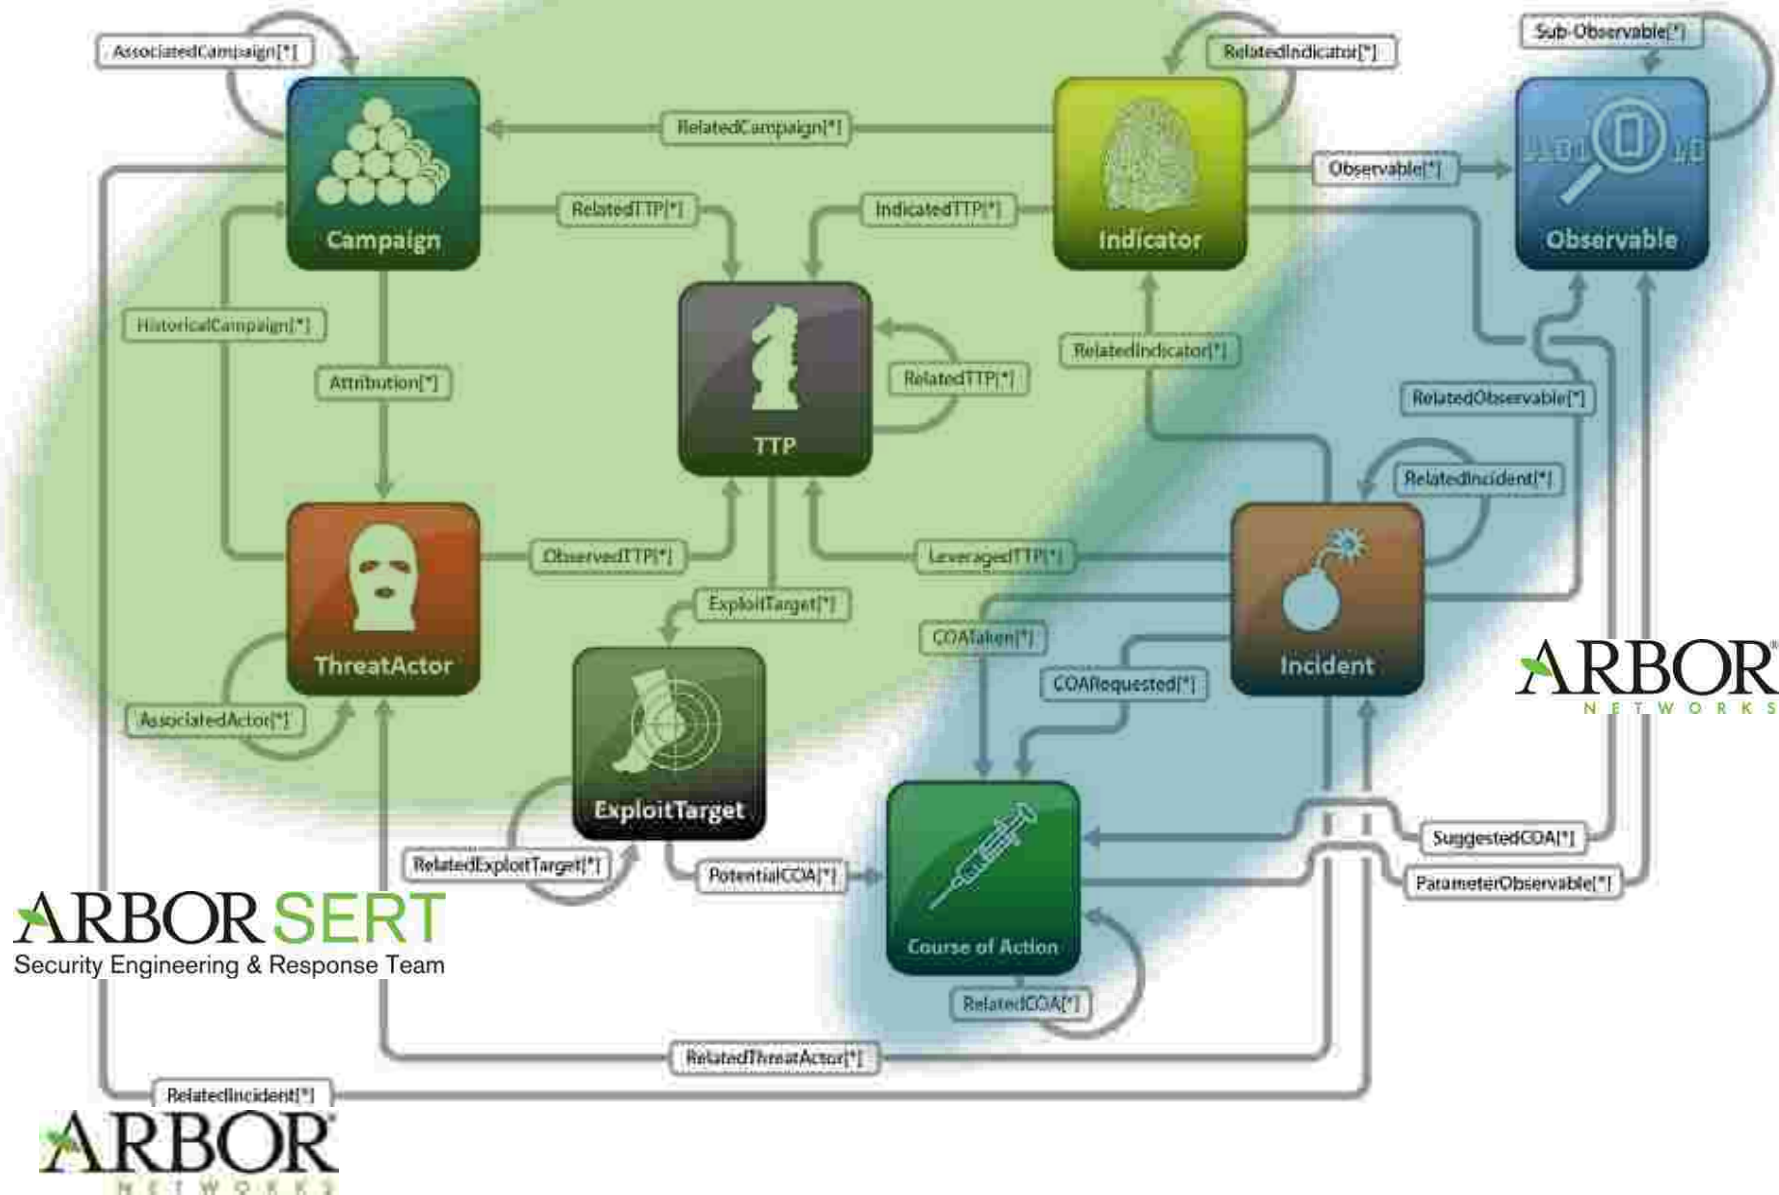 AssociatedCampaign[*]
RelatedIndicator[*]
Sub-Observable[*]
RelatedCampaign[*]
Observable[*]
1101 10
RelatedTTP[*]
IndicatedTTP[*]
Campaign
Indicator
Observable
HistoricalCampaign[*]
RelatedIndicator[*]
Attribution[*]
RelatedTTP[*]
RelatedObservable[*]
TTP
RelatedIncident[*]
ObservedTTP[*]
LeveragedTTP[*]
ExploitTarget[*]
COATaken[*]
ThreatActor
Incident
COARequested[*]
ARBOR®
NETWORKS
AssociatedActor[*]
ExploitTarget
SuggestedCOA[*]
RelatedExploitTarget[*]
PotentialCOA[*]
ParameterObservable[*]
ARBOR SERT
Security Engineering & Response Team
Course of Action
RelatedCOA[*]
RelatedThreatActor[*]
RelatedIncident[*]
ARBOR®
NETWORKS